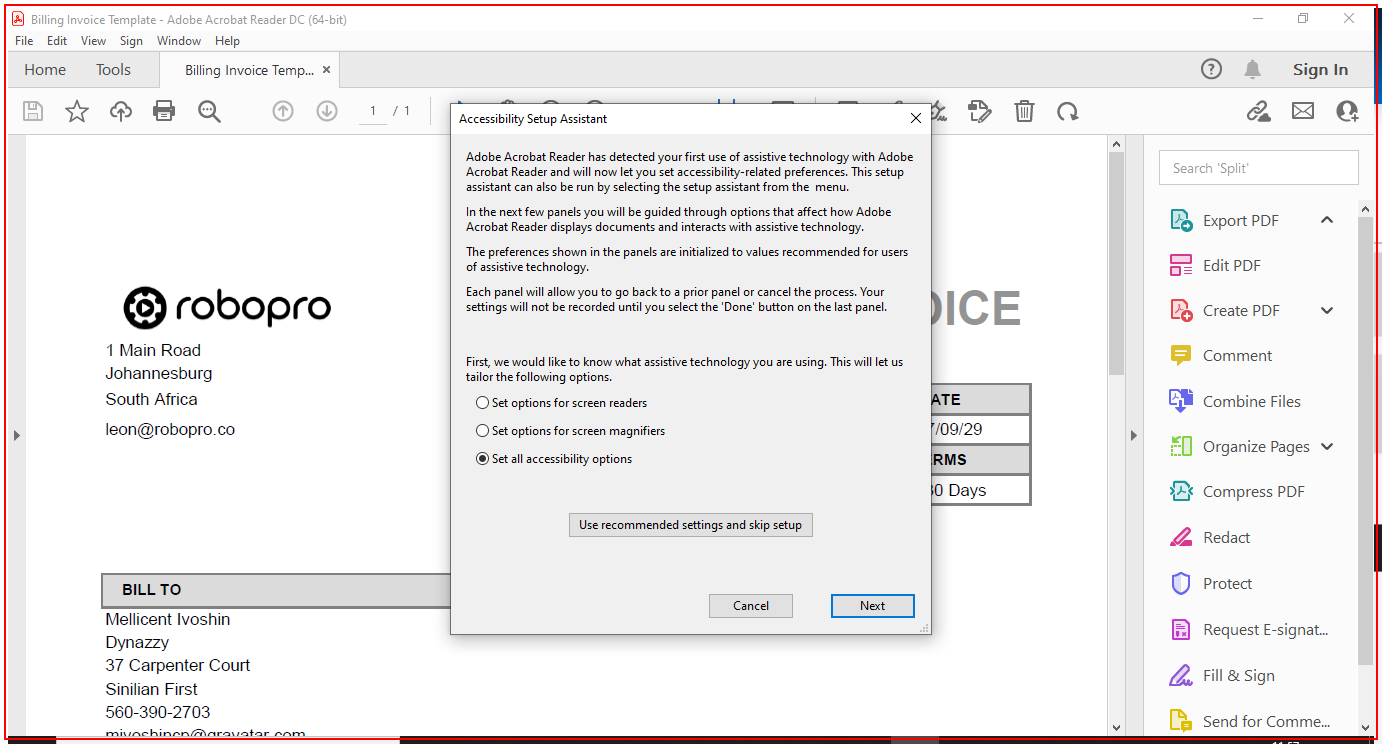 Billing Invoice Template - Adobe Acrobat Reader DC (64-bit)
File Edit View Sign Window Help
Home Tools Billing Invoice Temp... × Sign In
1 / 1
Accessibility Setup Assistant
Adobe Acrobat Reader has detected your first use of assistive technology with Adobe
Acrobat Reader and will now let you set accessibility-related preferences. This setup
assistant can also be run by selecting the setup assistant from the menu.
In the next few panels you will be guided through options that affect how Adobe
Acrobat Reader displays documents and interacts with assistive technology.
The preferences shown in the panels are initialized to values recommended for users
of assistive technology.
Each panel will allow you to go back to a prior panel or cancel the process. Your
settings will not be recorded until you select the 'Done' button on the last panel.
First, we would like to know what assistive technology you are using. This will let us
tailor the following options.
Set options for screen readers
Set options for screen magnifiers
Set all accessibility options
Use recommended settings and skip setup
Cancel Next
robopro
1 Main Road
Johannesburg
South Africa
leon@robopro.co
OICE
ATE
7/09/29
RMS
30 Days
BILL TO
Mellicent Ivoshin
Dynazzy
37 Carpenter Court
Sinilian First
560-390-2703
mivoshincp@gravatar.com
Search 'Split'
Export PDF
Edit PDF
Create PDF
Comment
Combine Files
Organize Pages
Compress PDF
Redact
Protect
Request E-signat...
Fill & Sign
Send for Comme...